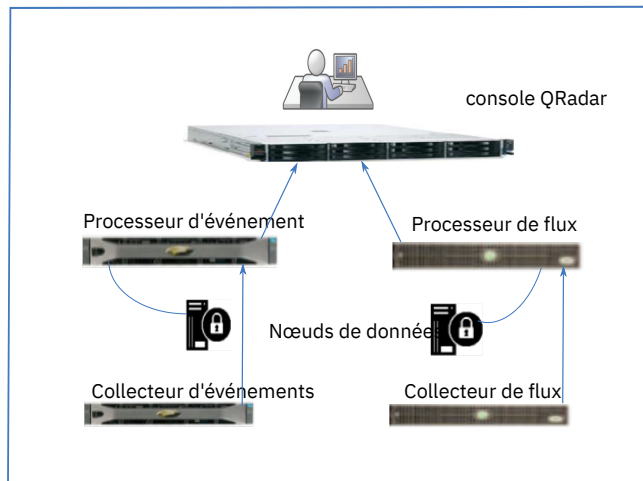 console QRadar
Processeur d'événement
Processeur de flux
Nœuds de données
Collecteur d'événements
Collecteur de flux